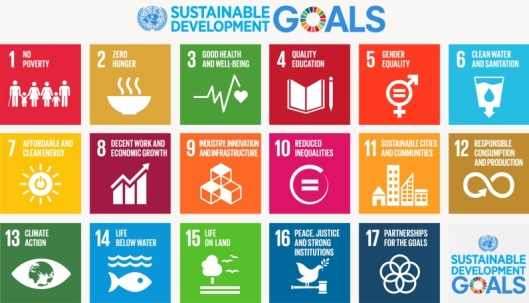 SUSTAINABLE
DEVELOPMENT
GOALS
1 NO
POVERTY
2 ZERO
HUNGER
3 GOOD HEALTH
AND WELL-BEING
4 QUALITY
EDUCATION
5 GENDER
EQUALITY
6 CLEAN WATER
AND SANITATION
7 AFFORDABLE AND
CLEAN ENERGY
8 DECENT WORK AND
ECONOMIC GROWTH
9 INDUSTRY, INNOVATION
AND INFRASTRUCTURE
10 REDUCED
INEQUALITIES
11 SUSTAINABLE CITIES
AND COMMUNITIES
12 RESPONSIBLE
CONSUMPTION
AND PRODUCTION
13 CLIMATE
ACTION
14 LIFE
BELOW WATER
15 LIFE
ON LAND
16 PEACE, JUSTICE
AND STRONG
INSTITUTIONS
17 PARTNERSHIPS
FOR THE GOALS
SUSTAINABLE
DEVELOPMENT
GOALS